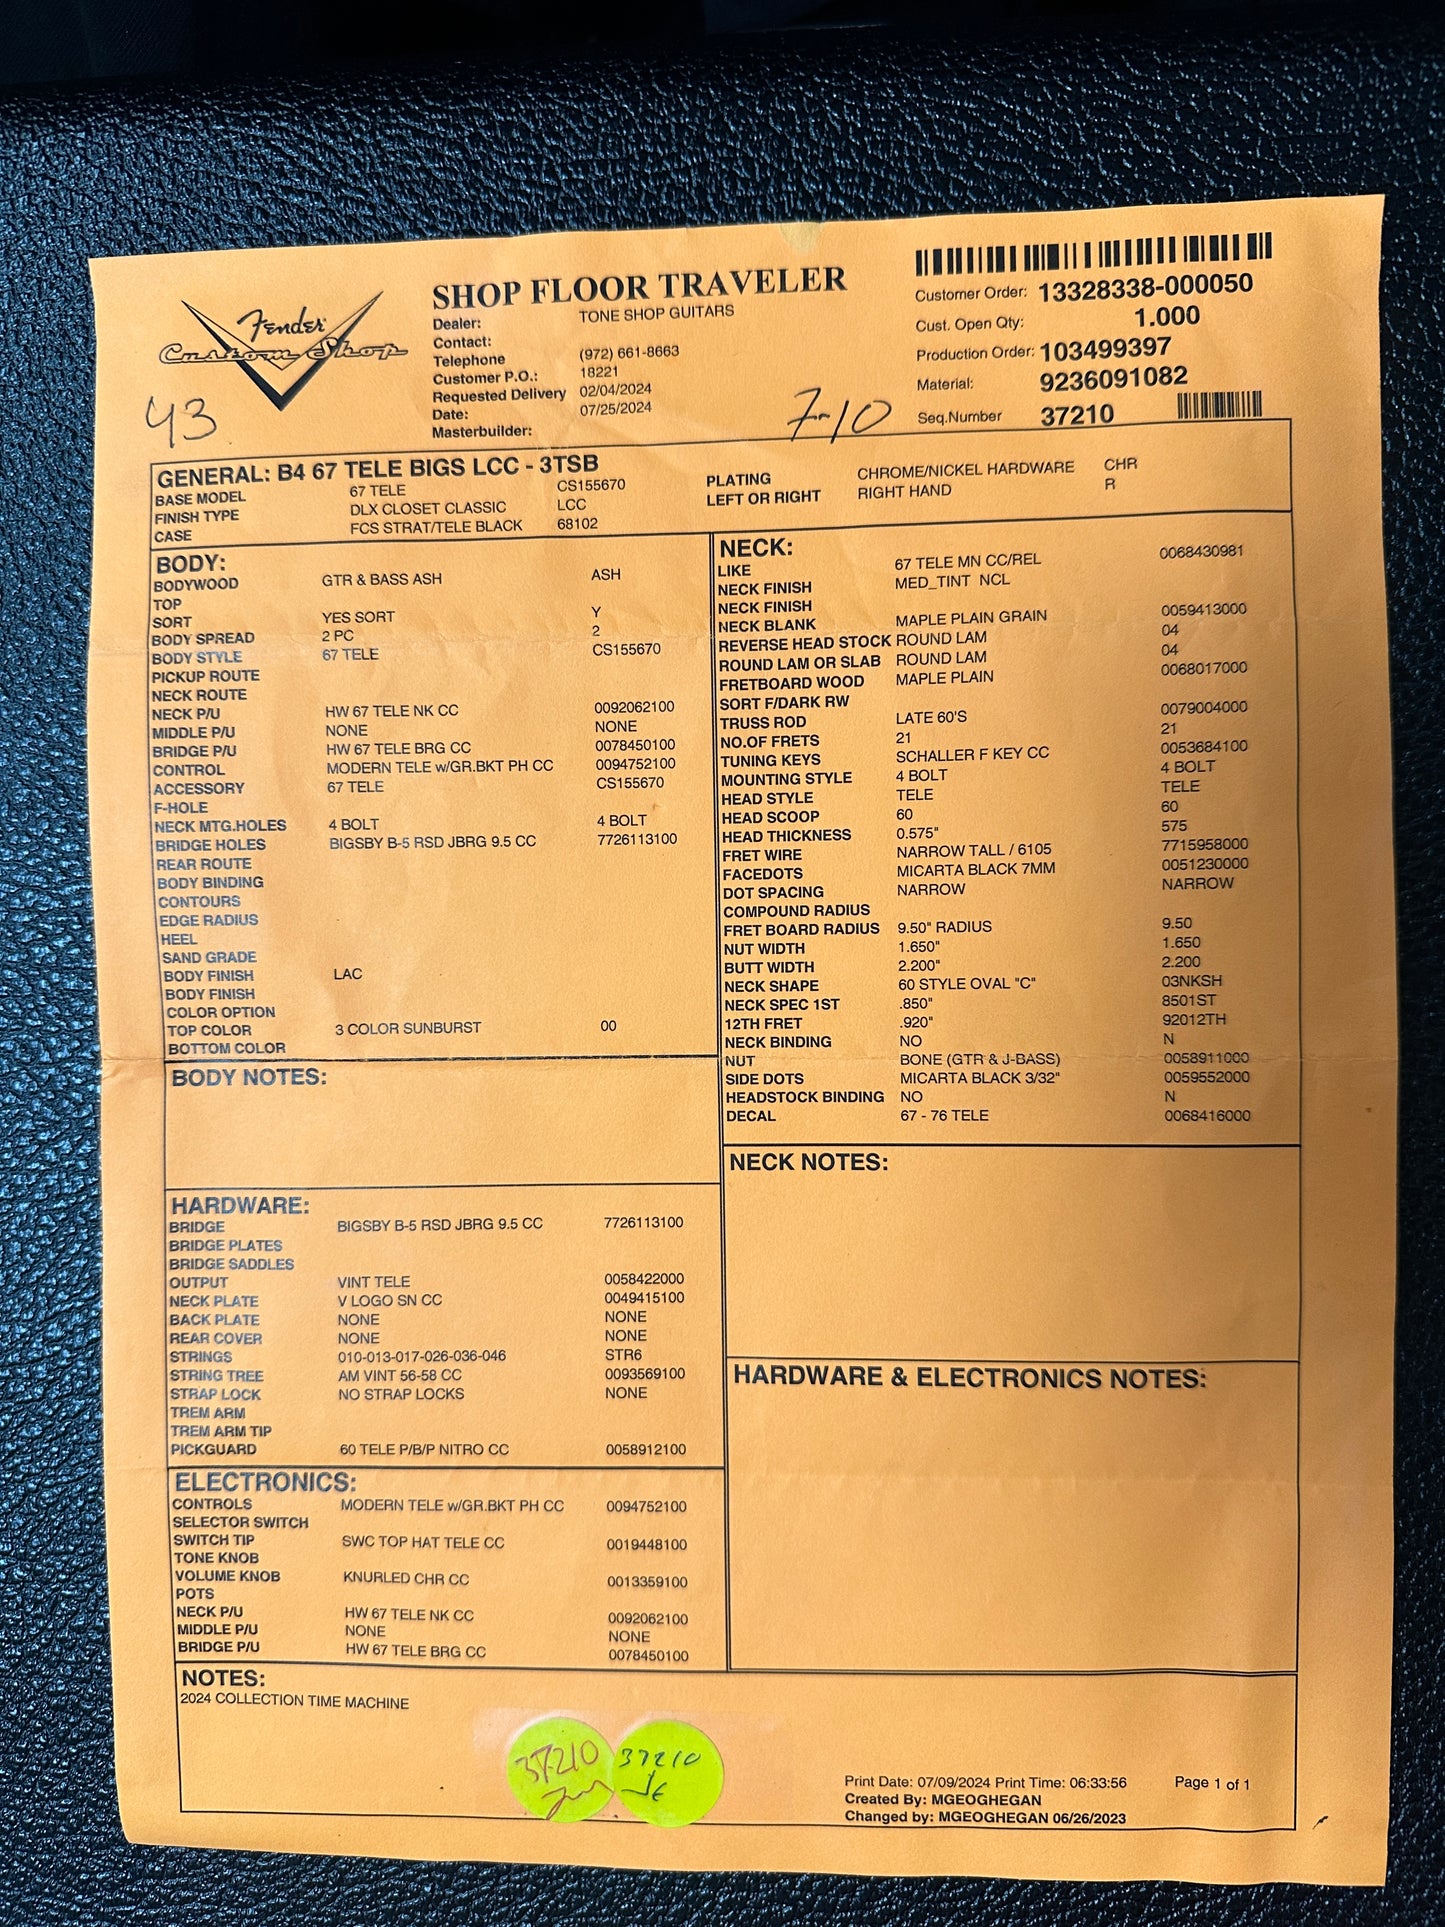 Fender
Custom Shop
43
SHOP FLOOR TRAVELER
Dealer: TONE SHOP GUITARS
Contact:
Telephone (972) 661-8663
Customer P.O.: 18221
Requested Delivery 02/04/2024
Date: 07/25/2024
Masterbuilder:
7-10
Customer Order: 13328338-000050
Cust. Open Qty: 1.000
Production Order: 103499397
Material: 9236091082
Seq.Number 37210
GENERAL: B4 67 TELE BIGS LCC - 3TSB
BASE MODEL 67 TELE CS155670
FINISH TYPE DLX CLOSET CLASSIC LCC
CASE FCS STRAT/TELE BLACK 68102
PLATING CHROME/NICKEL HARDWARE CHR
LEFT OR RIGHT RIGHT HAND R
BODY:
BODYWOOD GTR & BASS ASH ASH
TOP
SORT YES SORT Y
BODY SPREAD 2 PC 2
BODY STYLE 67 TELE CS155670
PICKUP ROUTE
NECK ROUTE
NECK P/U HW 67 TELE NK CC 0092062100
MIDDLE P/U NONE NONE
BRIDGE P/U HW 67 TELE BRG CC 0078450100
CONTROL MODERN TELE w/GR.BKT PH CC 0094752100
ACCESSORY 67 TELE CS155670
F-HOLE
NECK MTG.HOLES 4 BOLT 4 BOLT
BRIDGE HOLES BIGSBY B-5 RSD JBRG 9.5 CC 7726113100
REAR ROUTE
BODY BINDING
CONTOURS
EDGE RADIUS
HEEL
SAND GRADE
BODY FINISH LAC
BODY FINISH
COLOR OPTION
TOP COLOR 3 COLOR SUNBURST 00
BOTTOM COLOR
BODY NOTES:
HARDWARE:
BRIDGE BIGSBY B-5 RSD JBRG 9.5 CC 7726113100
BRIDGE PLATES
BRIDGE SADDLES
OUTPUT VINT TELE 0058422000
NECK PLATE V LOGO SN CC 0049415100
BACK PLATE NONE NONE
REAR COVER NONE NONE
STRINGS 010-013-017-026-036-046 STR6
STRING TREE AM VINT 56-58 CC 0093569100
STRAP LOCK NO STRAP LOCKS NONE
TREM ARM
TREM ARM TIP
PICKGUARD 60 TELE P/B/P NITRO CC 0058912100
ELECTRONICS:
CONTROLS MODERN TELE w/GR.BKT PH CC 0094752100
SELECTOR SWITCH
SWITCH TIP SWC TOP HAT TELE CC 0019448100
TONE KNOB
VOLUME KNOB KNURLED CHR CC 0013359100
POTS
NECK P/U HW 67 TELE NK CC 0092062100
MIDDLE P/U NONE NONE
BRIDGE P/U HW 67 TELE BRG CC 0078450100
NECK:
LIKE 67 TELE MN CC/REL 0068430981
NECK FINISH MED_TINT NCL
NECK FINISH
NECK BLANK MAPLE PLAIN GRAIN 0059413000
REVERSE HEAD STOCK ROUND LAM 04
ROUND LAM OR SLAB ROUND LAM 04
FRETBOARD WOOD MAPLE PLAIN 0068017000
SORT F/DARK RW
TRUSS ROD LATE 60'S 0079004000
NO.OF FRETS 21 21
TUNING KEYS SCHALLER F KEY CC 0053684100
MOUNTING STYLE 4 BOLT 4 BOLT
HEAD STYLE TELE TELE
HEAD SCOOP 60 60
HEAD THICKNESS 0.575" 575
FRET WIRE NARROW TALL / 6105 7715958000
FACEDOTS MICARTA BLACK 7MM 0051230000
DOT SPACING NARROW NARROW
COMPOUND RADIUS
FRET BOARD RADIUS 9.50" RADIUS 9.50
NUT WIDTH 1.650" 1.650
BUTT WIDTH 2.200" 2.200
NECK SHAPE 60 STYLE OVAL "C" 03NKSH
NECK SPEC 1ST .850" 8501ST
12TH FRET .920" 92012TH
NECK BINDING NO N
NUT BONE (GTR & J-BASS) 0058911000
SIDE DOTS MICARTA BLACK 3/32" 0059552000
HEADSTOCK BINDING NO N
DECAL 67 - 76 TELE 0068416000
NECK NOTES:
HARDWARE & ELECTRONICS NOTES:
NOTES:
2024 COLLECTION TIME MACHINE
37210
37210
Print Date: 07/09/2024 Print Time: 06:33:56 Page 1 of 1
Created By: MGEOGHEGAN
Changed by: MGEOGHEGAN 06/26/2023